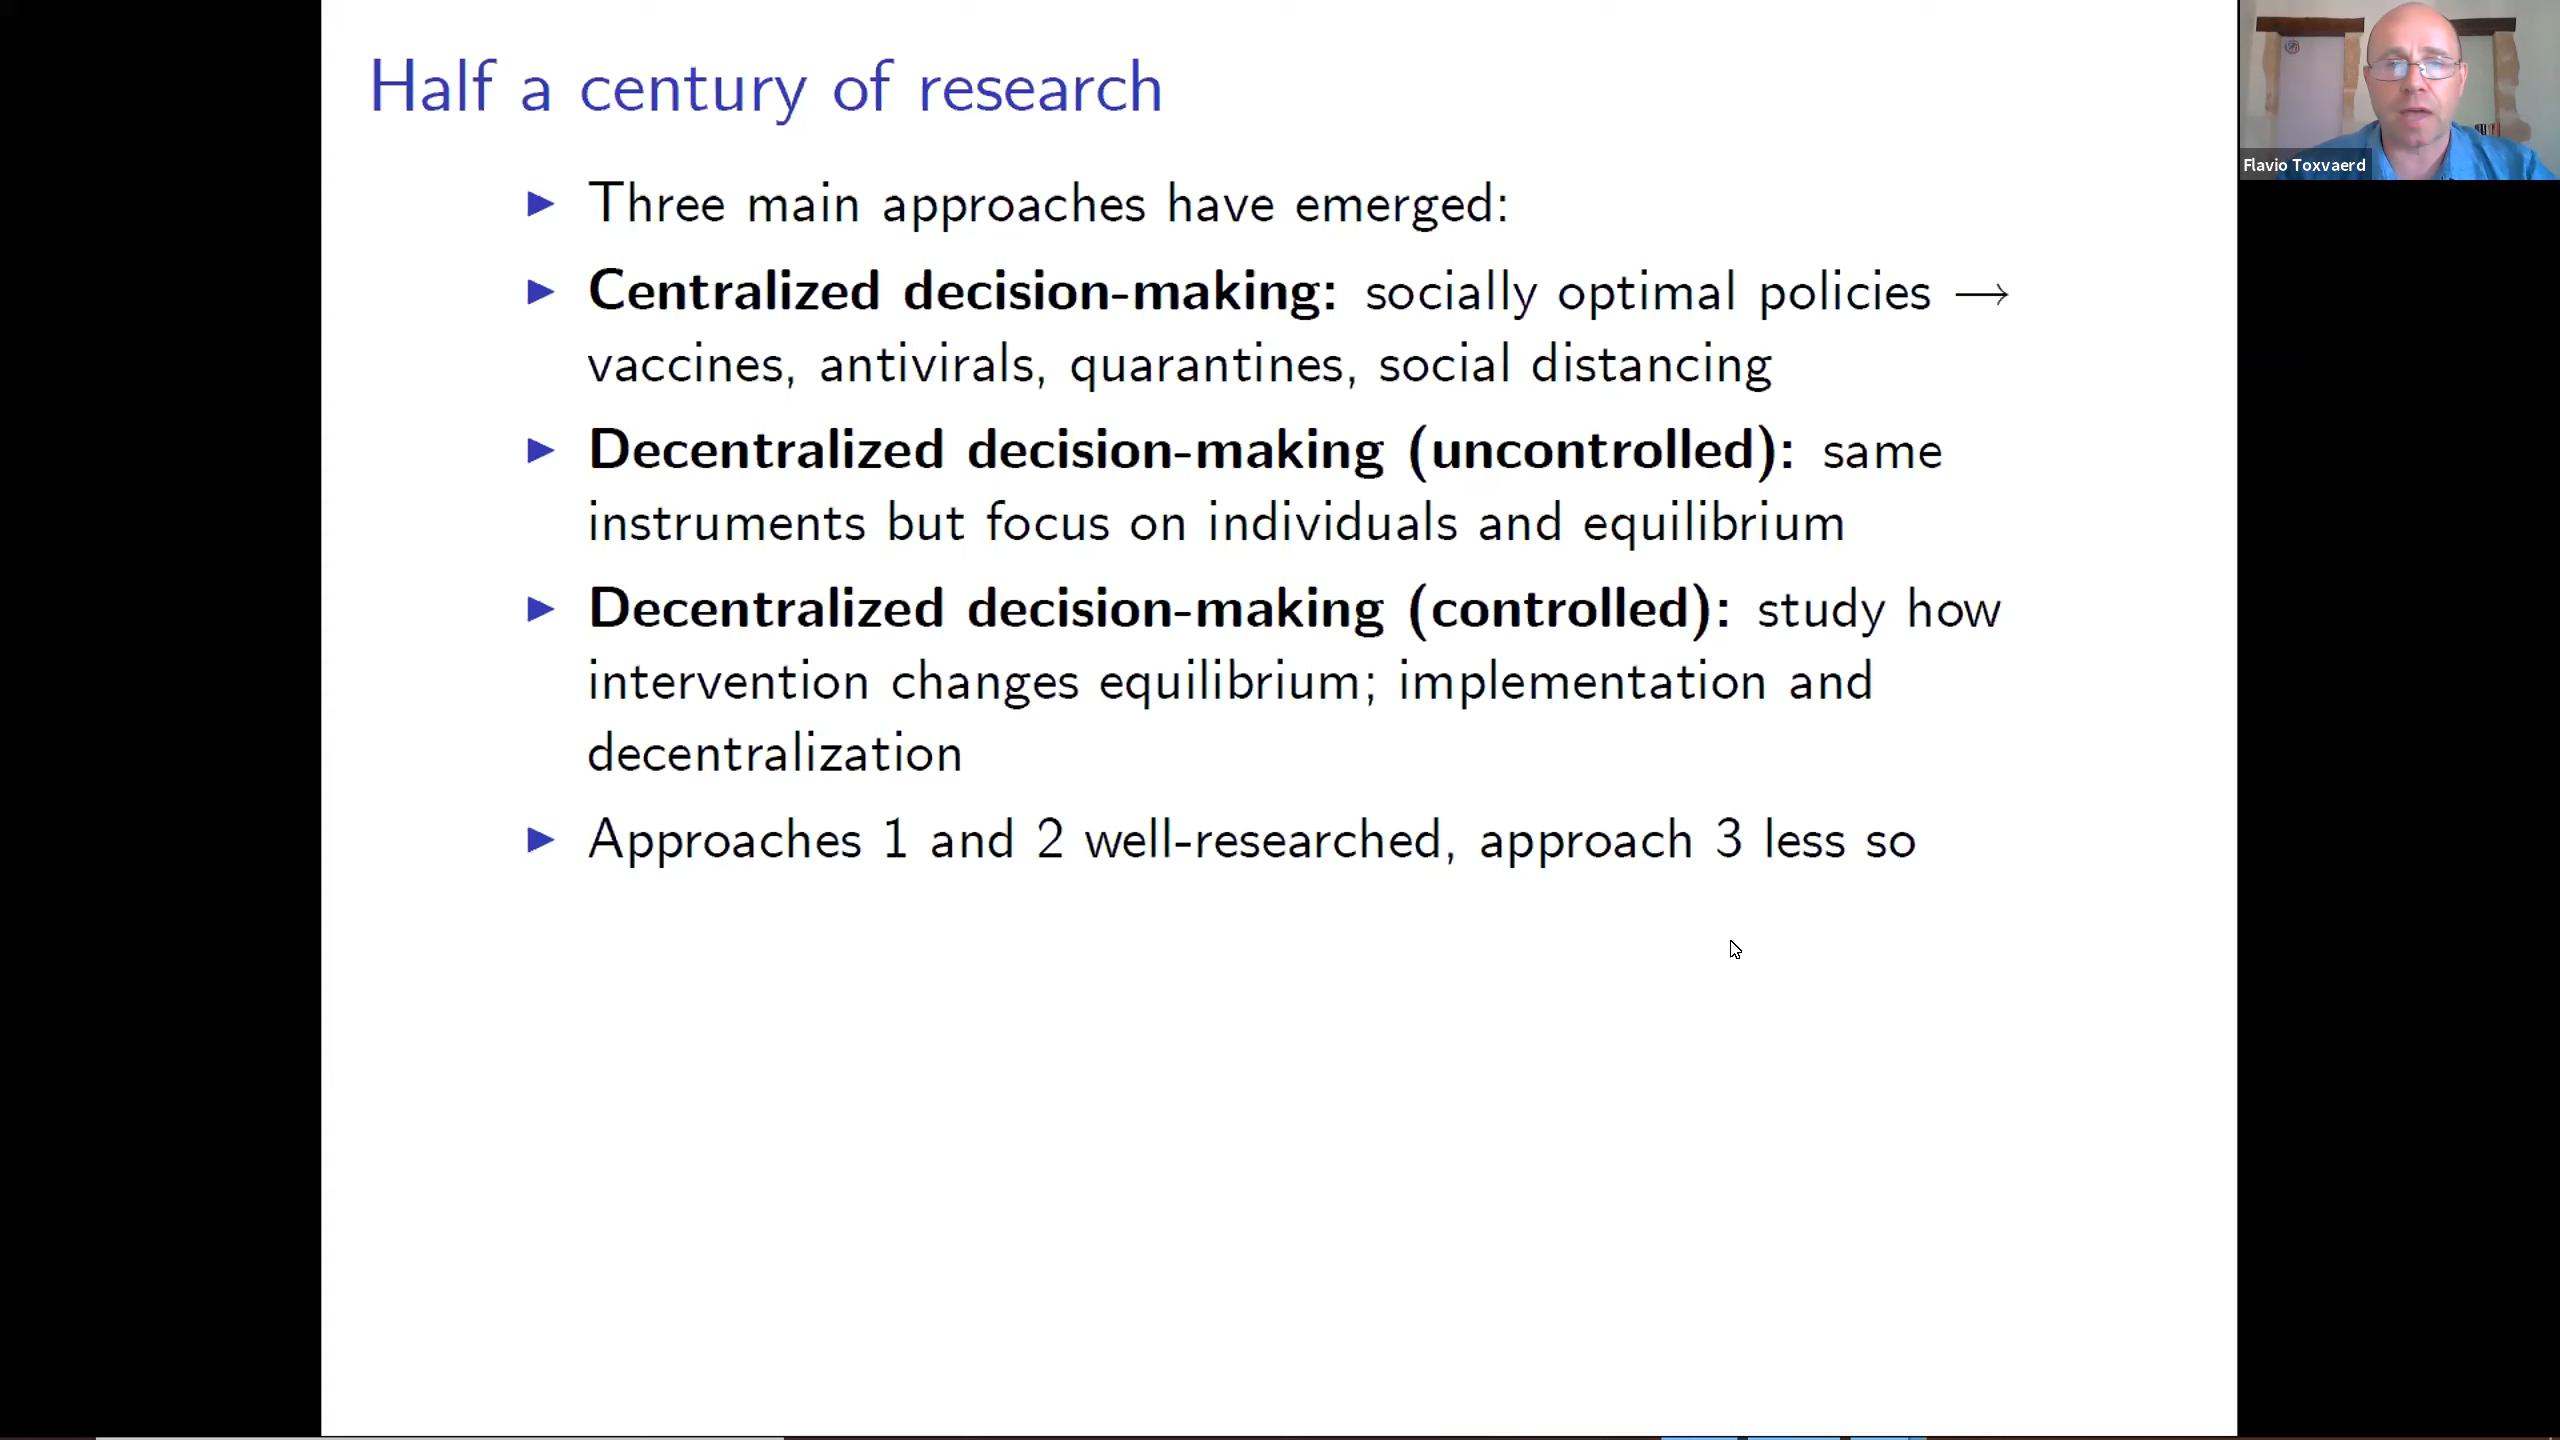 Half a century of research
▶ Three main approaches have emerged:
▶ Centralized decision-making: socially optimal policies →
vaccines, antivirals, quarantines, social distancing
▶ Decentralized decision-making (uncontrolled): same
instruments but focus on individuals and equilibrium
▶ Decentralized decision-making (controlled): study how
intervention changes equilibrium; implementation and
decentralization
▶ Approaches 1 and 2 well-researched, approach 3 less so
Flavio Toxvaerd